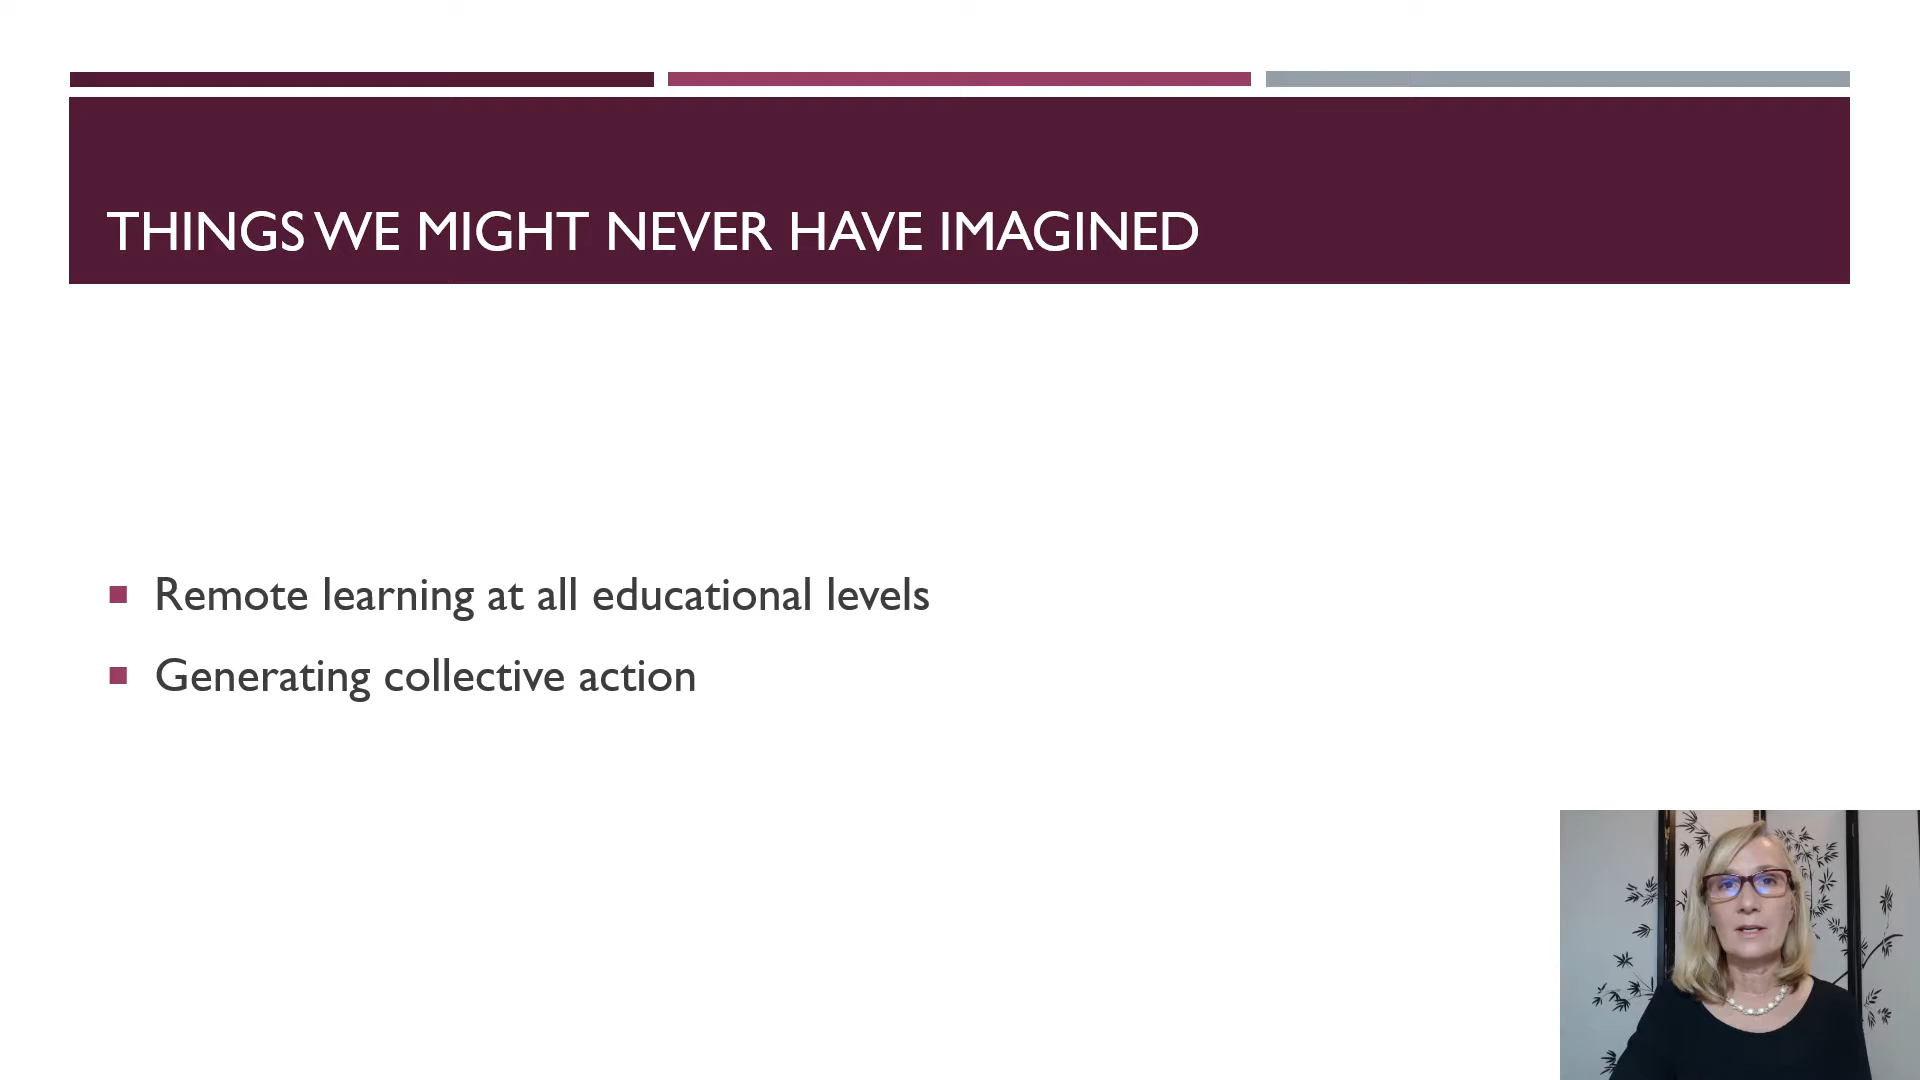 THINGS WE MIGHT NEVER HAVE IMAGINED
Remote learning at all educational levels
Generating collective action